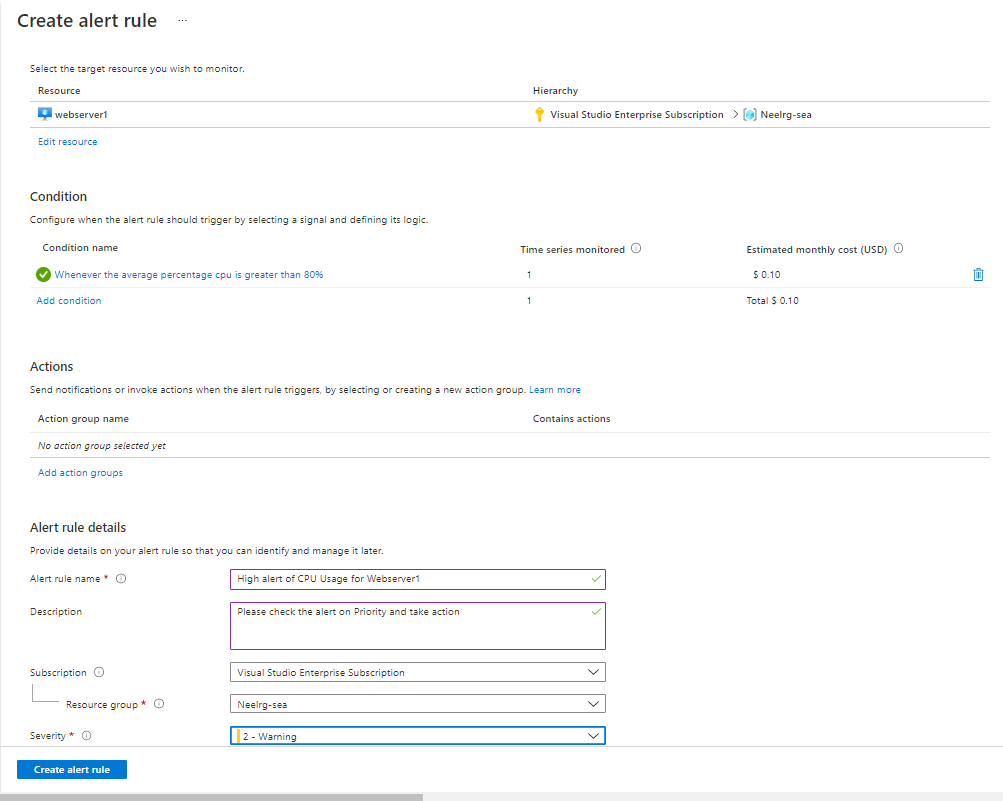 Create alert rule ...
Select the target resource you wish to monitor.
Resource Hierarchy
webserver1 Visual Studio Enterprise Subscription > Neelrg-sea
Edit resource
Condition
Configure when the alert rule should trigger by selecting a signal and defining its logic.
Condition name Time series monitored Estimated monthly cost (USD)
Whenever the average percentage cpu is greater than 80% 1 $ 0.10
Add condition 1 Total $ 0.10
Actions
Send notifications or invoke actions when the alert rule triggers, by selecting or creating a new action group. Learn more
Action group name Contains actions
No action group selected yet
Add action groups
Alert rule details
Provide details on your alert rule so that you can identify and manage it later.
Alert rule name * High alert of CPU Usage for Webserver1
Description Please check the alert on Priority and take action
Subscription Visual Studio Enterprise Subscription
Resource group * Neelrg-sea
Severity * 2 - Warning
Create alert rule